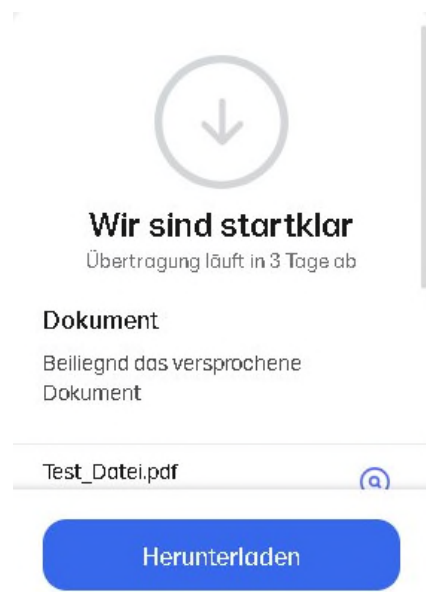 Wir sind startklar
Übertragung läuft in 3 Tage ab
Dokument
Beiliegnd das versprochene
Dokument
Test_Datei.pdf
Herunterladen